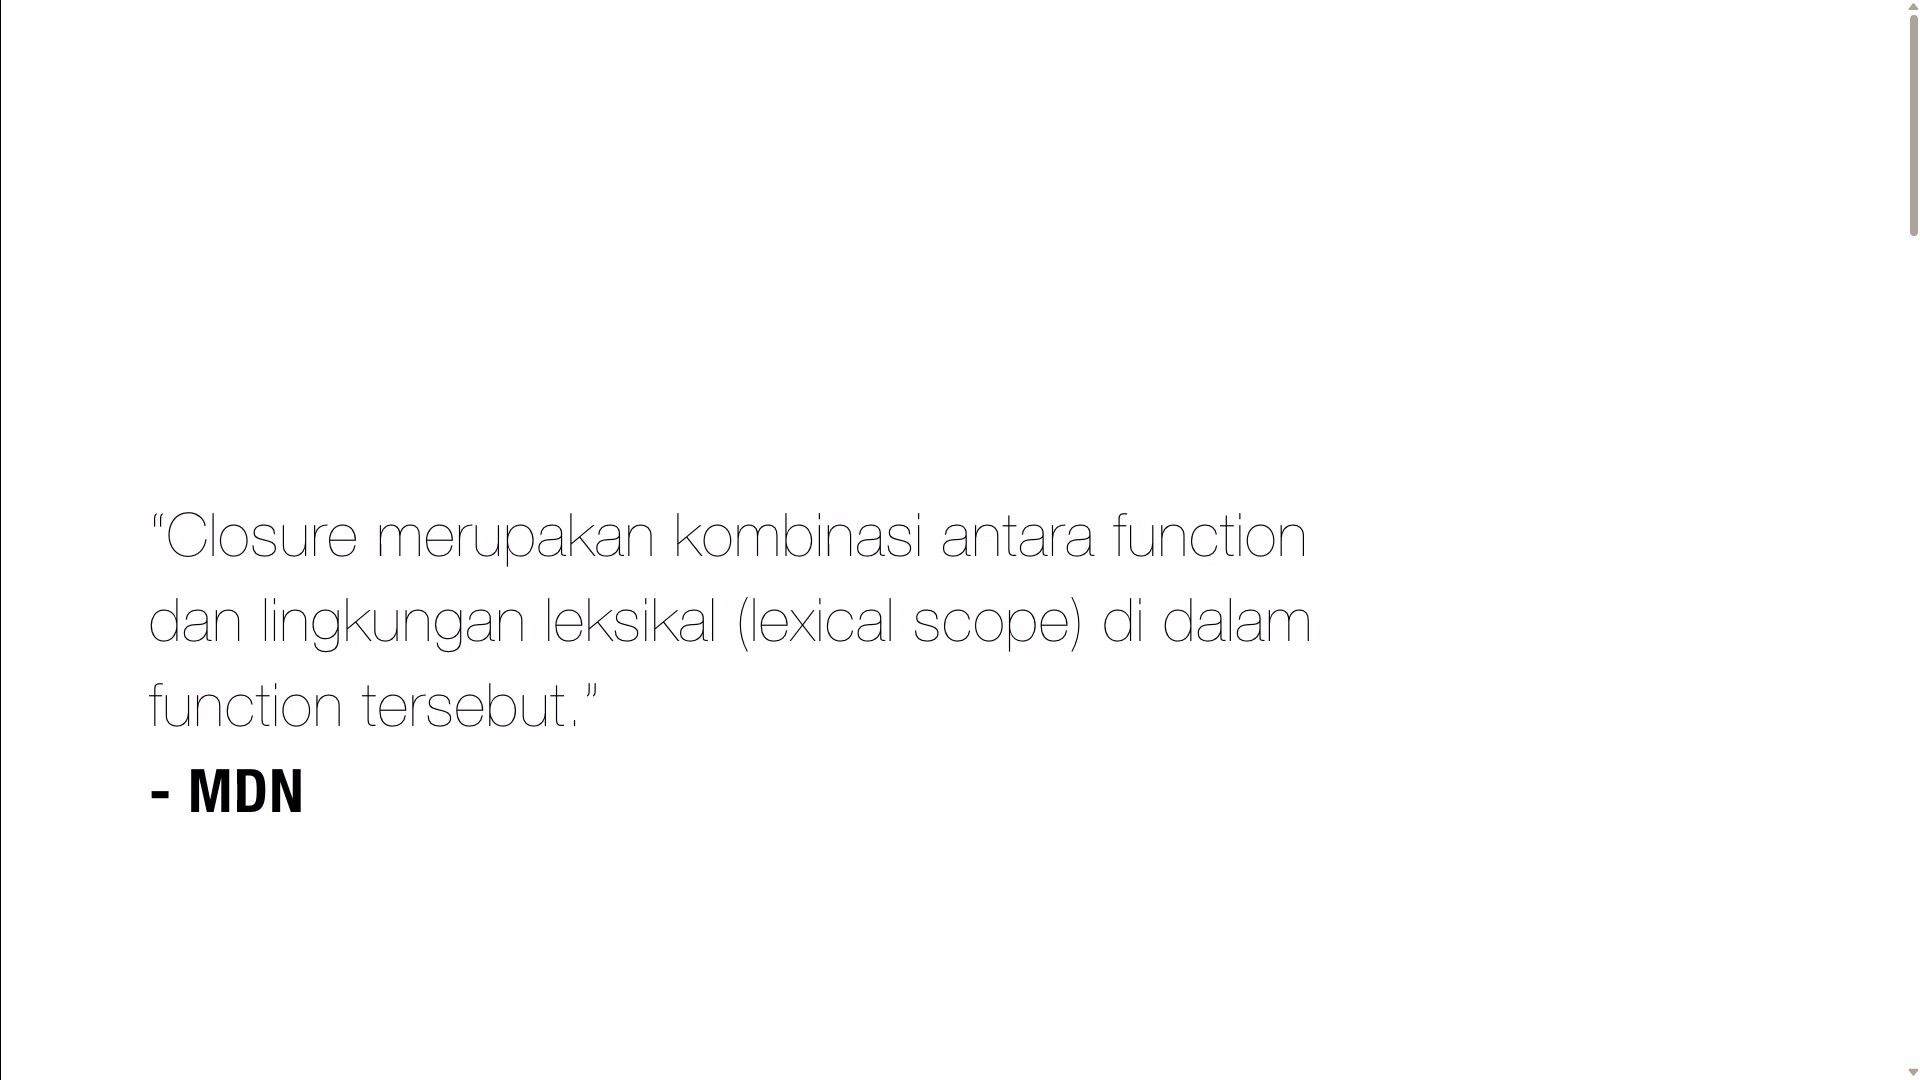 “Closure merupakan kombinasi antara function
dan lingkungan leksikal (lexical scope) di dalam
function tersebut.”
- MDN